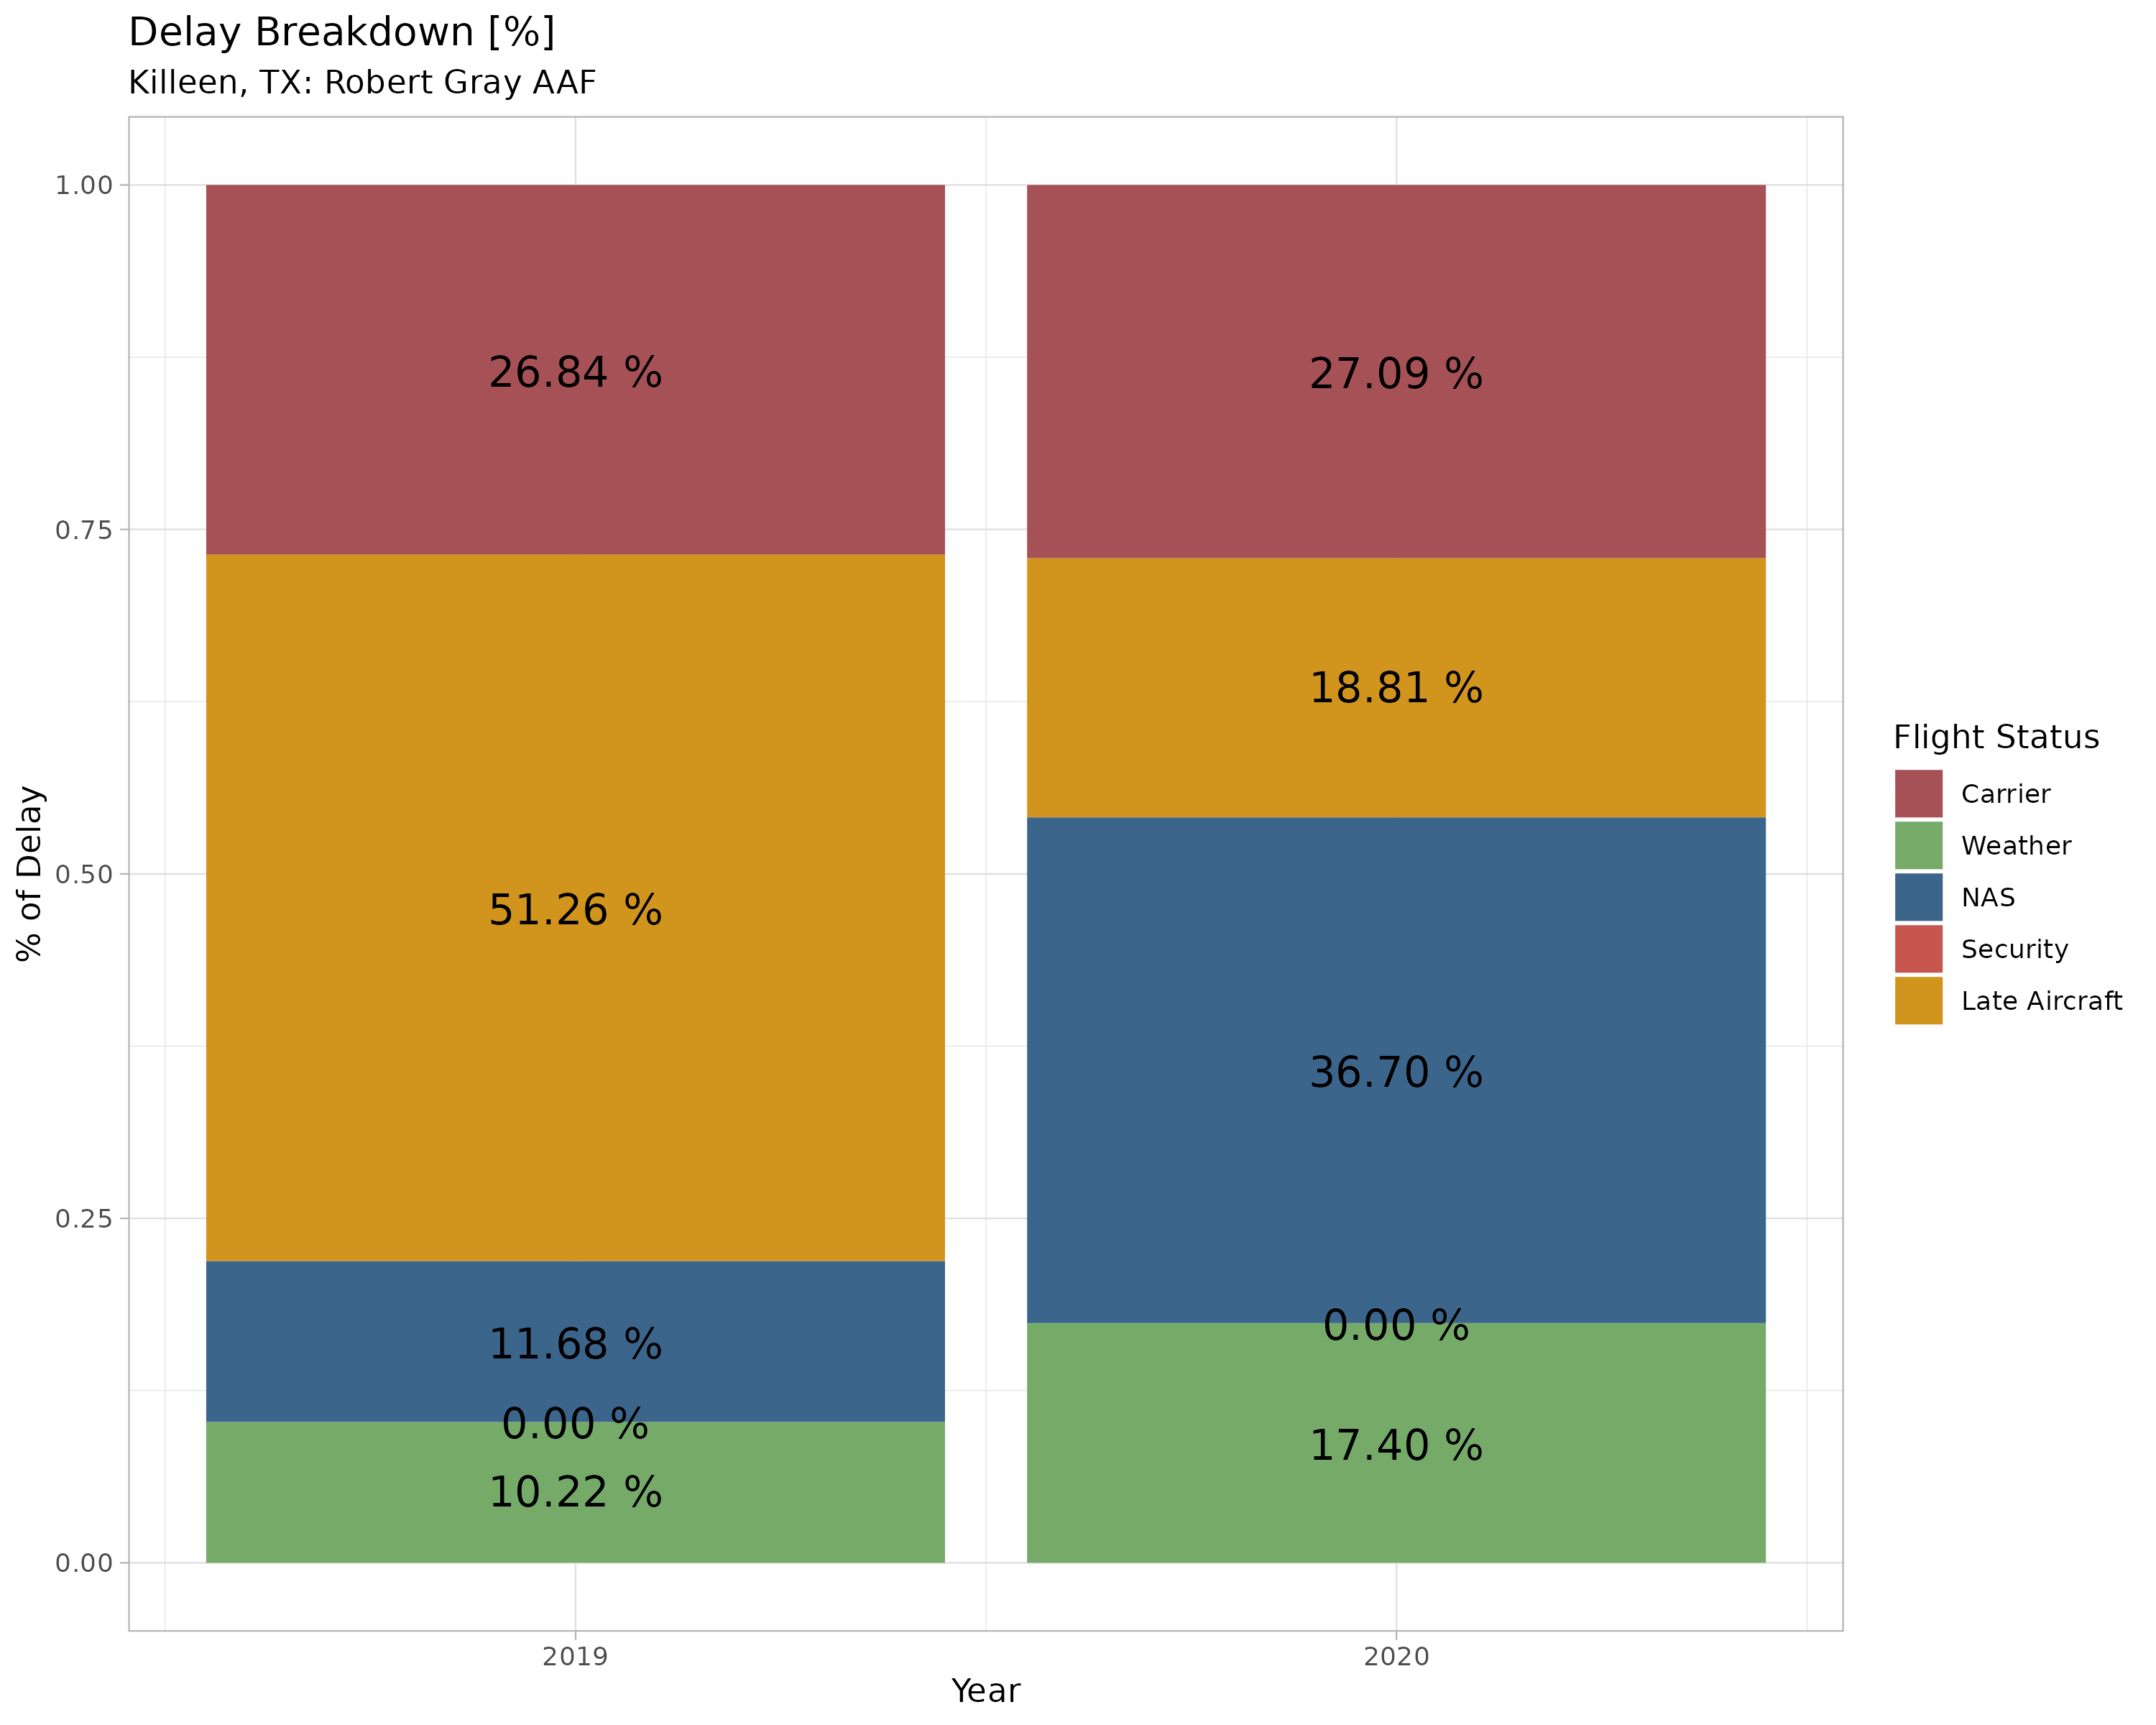 Delay Breakdown [%]
Killeen, TX: Robert Gray AAF
% of Delay
1.00
0.75
0.50
0.25
0.00
26.84 %
51.26 %
11.68 %
0.00 %
10.22 %
27.09 %
18.81 %
36.70 %
0.00 %
17.40 %
2019
2020
Year
Flight Status
Carrier
Weather
NAS
Security
Late Aircraft